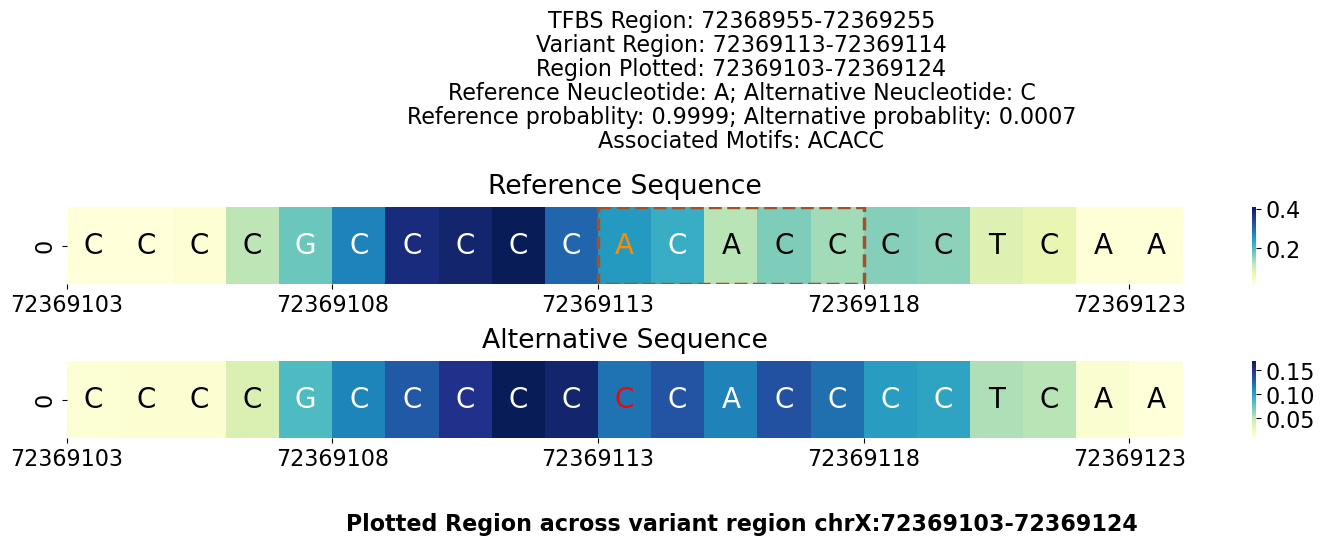 TFBS Region: 72368955-72369255
Variant Region: 72369113-72369114
Region Plotted: 72369103-72369124
Reference Neucleotide: A; Alternative Neucleotide: C
Reference probablity: 0.9999; Alternative probablity: 0.0007
Associated Motifs: ACACC
Reference Sequence
0 C C C C G C C C C C A C A C C C C T C A A
0.4
0.2
72369103 72369108 72369113 72369118 72369123
Alternative Sequence
0 C C C C G C C C C C C C A C C C C T C A A
0.15
0.10
0.05
72369103 72369108 72369113 72369118 72369123
Plotted Region across variant region chrX:72369103-72369124